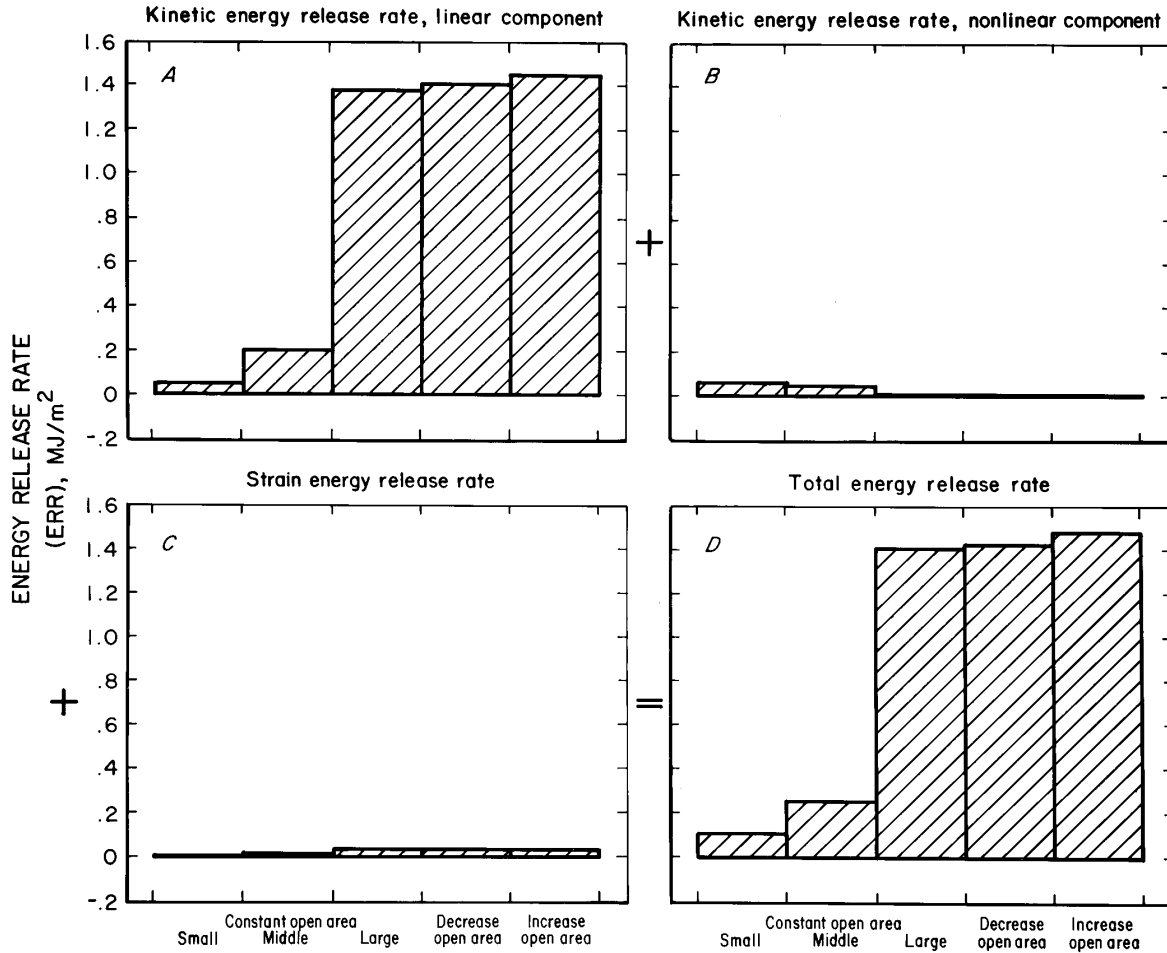 Kinetic energy release rate, linear component
Kinetic energy release rate, nonlinear component
1.6
1.4
1.2
1.0
.8
.6
.4
.2
0
-.2
A
B
+
ENERGY RELEASE RATE
(ERR), MJ/m²
Strain energy release rate
Total energy release rate
1.6
1.4
1.2
1.0
.8
.6
.4
.2
0
-.2
C
D
+
=
Constant open area
Small Middle Large
Decrease
open area
Increase
open area
Constant open area
Small Middle Large
Decrease
open area
Increase
open area